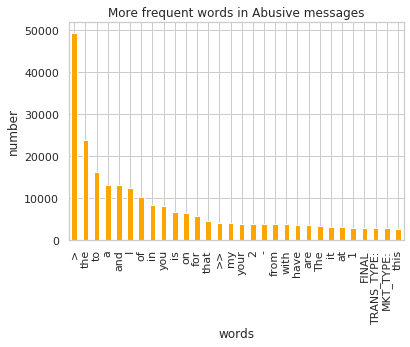 More frequent words in Abusive messages
50000
40000
30000
20000
10000
0
number
>
the
to
a
and
I
of
in
you
is
on
for
that
>>
my
your
2
-
from
with
have
are
The
it
at
1
FINAL
TRANS_TYPE:
MKT_TYPE:
this
words